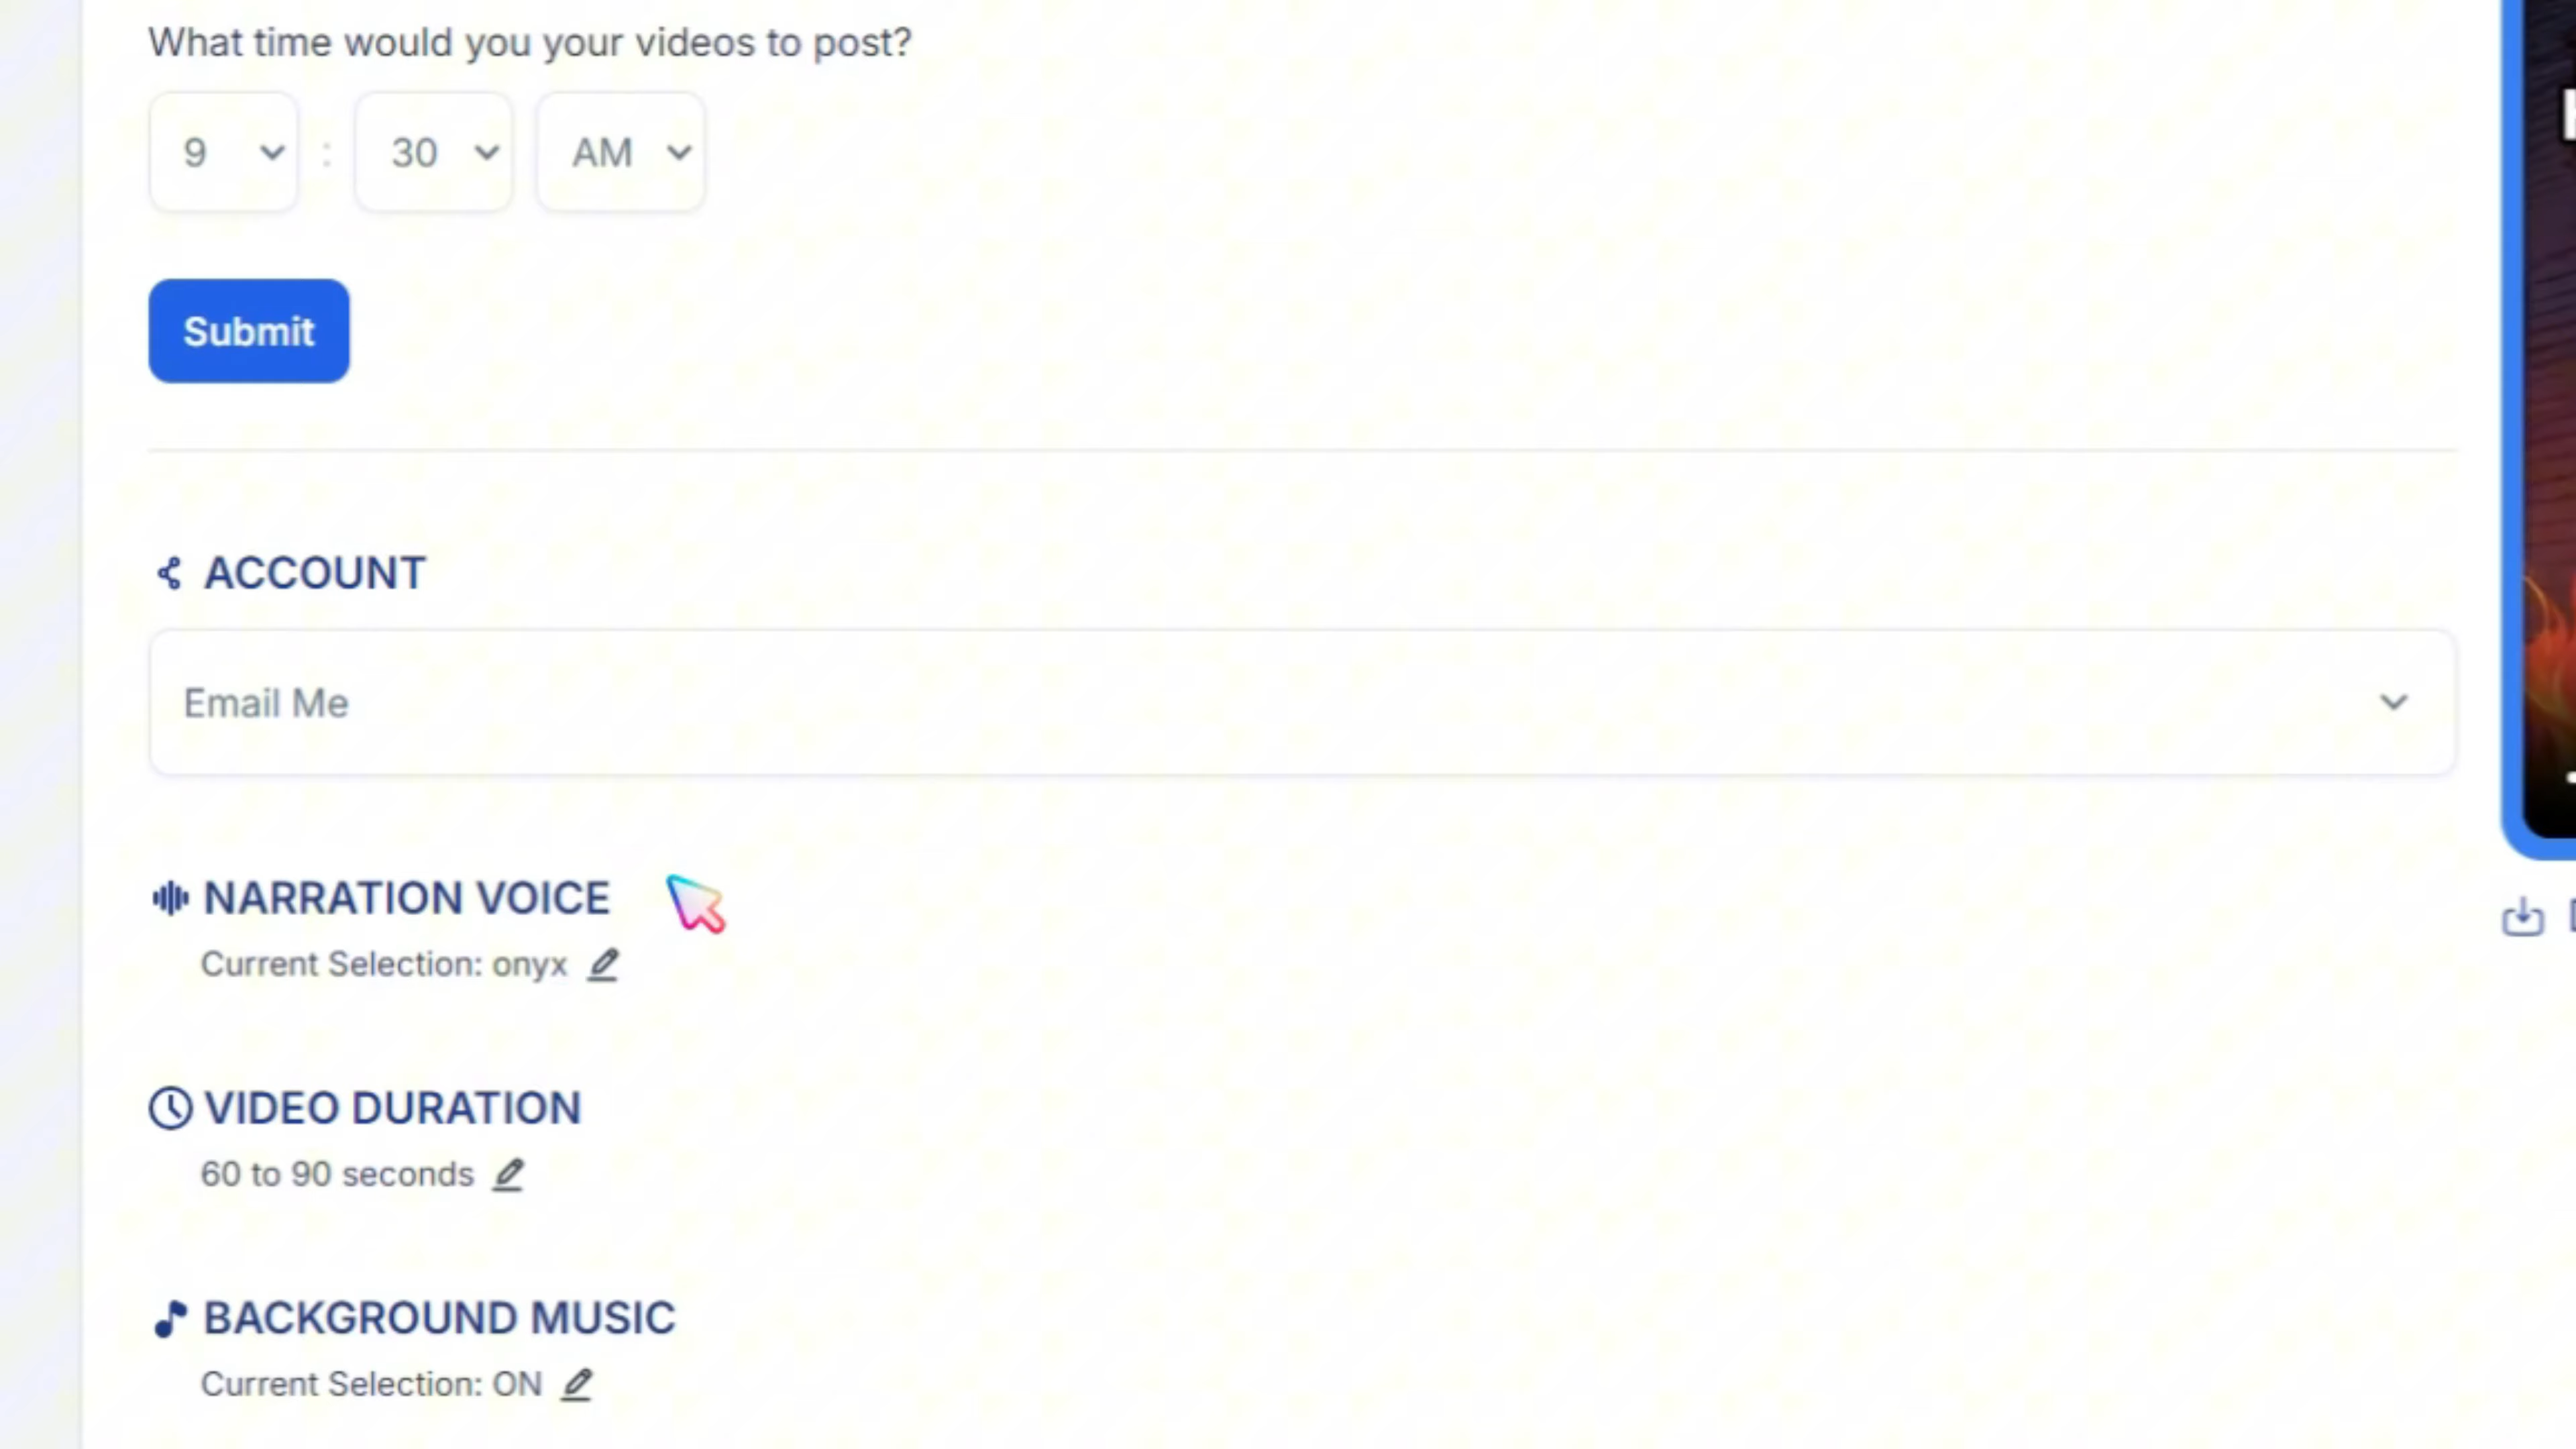 What time would you your videos to post?
9 : 30 AM
Submit
ACCOUNT
Email Me
NARRATION VOICE
Current Selection: onyx
VIDEO DURATION
60 to 90 seconds
BACKGROUND MUSIC
Current Selection: ON